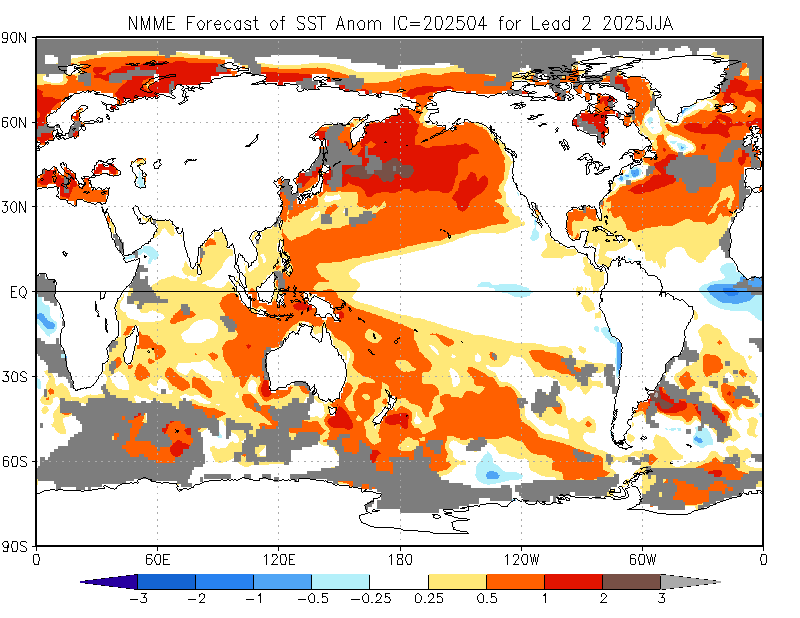 NMME Forecast of SST Anom IC=202504 for Lead 2 2025JJA
90N
60N
30N
EQ
30S
60S
90S
0 60E 120E 180 120W 60W 0
-3 -2 -1 -0.5 -0.25 0.25 0.5 1 2 3